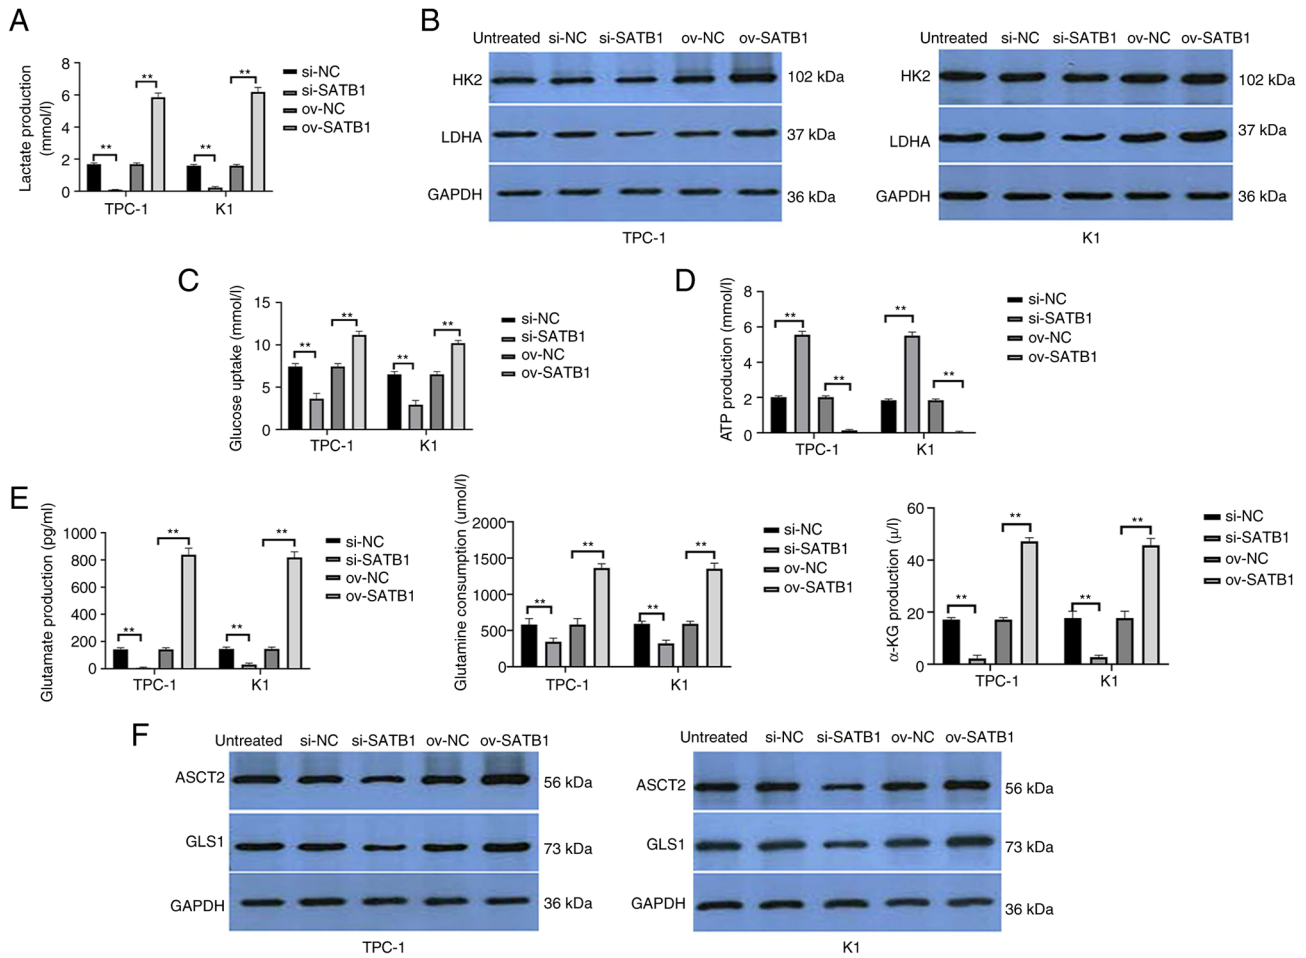 A
Lactate production
(mmol/l)
8
6
4
2
0
**
**
**
**
TPC-1
K1
si-NC
si-SATB1
ov-NC
ov-SATB1
B
Untreated si-NC si-SATB1 ov-NC ov-SATB1
HK2
102 kDa
LDHA
37 kDa
GAPDH
36 kDa
TPC-1
Untreated si-NC si-SATB1 ov-NC ov-SATB1
HK2
102 kDa
LDHA
37 kDa
GAPDH
36 kDa
K1
C
Glucose uptake (mmol/l)
15
10
5
0
**
**
**
**
TPC-1
K1
si-NC
si-SATB1
ov-NC
ov-SATB1
D
ATP production (mmol/l)
8
6
4
2
0
**
**
**
**
TPC-1
K1
si-NC
si-SATB1
ov-NC
ov-SATB1
E
Glutamate production (pg/ml)
1000
800
600
400
200
0
**
**
**
**
TPC-1
K1
si-NC
si-SATB1
ov-NC
ov-SATB1
Glutamine consumption (umol/l)
2000
1500
1000
500
0
**
**
**
**
TPC-1
K1
si-NC
si-SATB1
ov-NC
ov-SATB1
α-KG production (μ/l)
60
40
20
0
**
**
**
**
TPC-1
K1
si-NC
si-SATB1
ov-NC
ov-SATB1
F
Untreated si-NC si-SATB1 ov-NC ov-SATB1
ASCT2
56 kDa
GLS1
73 kDa
GAPDH
36 kDa
TPC-1
Untreated si-NC si-SATB1 ov-NC ov-SATB1
ASCT2
56 kDa
GLS1
73 kDa
GAPDH
36 kDa
K1